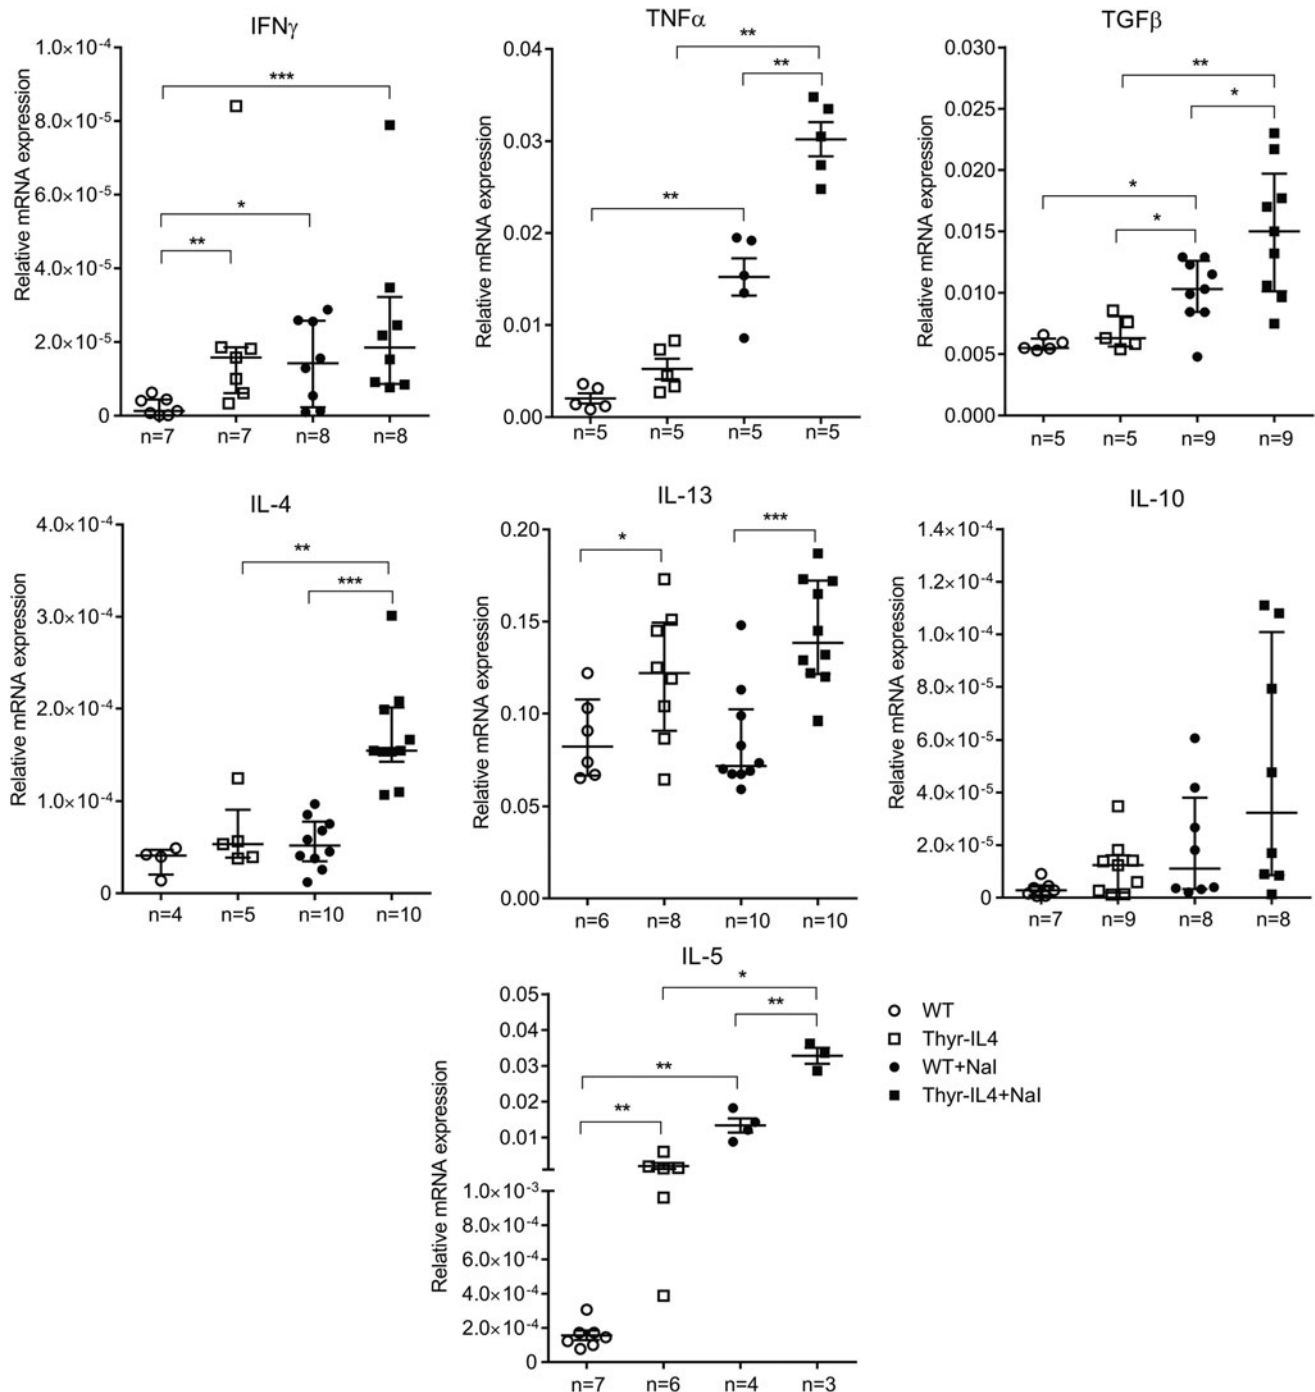 IFNγ
Relative mRNA expression
1.0×10-4
8.0×10-5
6.0×10-5
4.0×10-5
2.0×10-5
0
***
*
**
n=7
n=7
n=8
n=8
TNFα
Relative mRNA expression
0.04
0.03
0.02
0.01
0.00
**
**
**
n=5
n=5
n=5
n=5
TGFβ
Relative mRNA expression
0.030
0.025
0.020
0.015
0.010
0.005
0.000
**
*
*
*
n=5
n=5
n=9
n=9
IL-4
Relative mRNA expression
4.0×10-4
3.0×10-4
2.0×10-4
1.0×10-4
0
**
***
n=4
n=5
n=10
n=10
IL-13
Relative mRNA expression
0.20
0.15
0.10
0.05
0.00
*
***
n=6
n=8
n=10
n=10
IL-10
Relative mRNA expression
1.4×10-4
1.2×10-4
1.0×10-4
8.0×10-5
6.0×10-5
4.0×10-5
2.0×10-5
0
n=7
n=9
n=8
n=8
IL-5
Relative mRNA expression
0.05
0.04
0.03
0.02
0.01
1.0×10-3
8.0×10-4
6.0×10-4
4.0×10-4
2.0×10-4
0
*
**
**
**
n=7
n=6
n=4
n=3
WT
Thyr-IL4
WT+NaI
Thyr-IL4+NaI